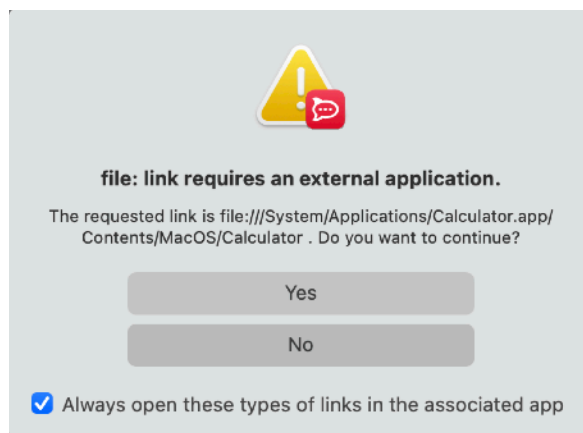 file: link requires an external application.
The requested link is file:///System/Applications/Calculator.app/
Contents/MacOS/Calculator . Do you want to continue?
Yes
No
Always open these types of links in the associated app